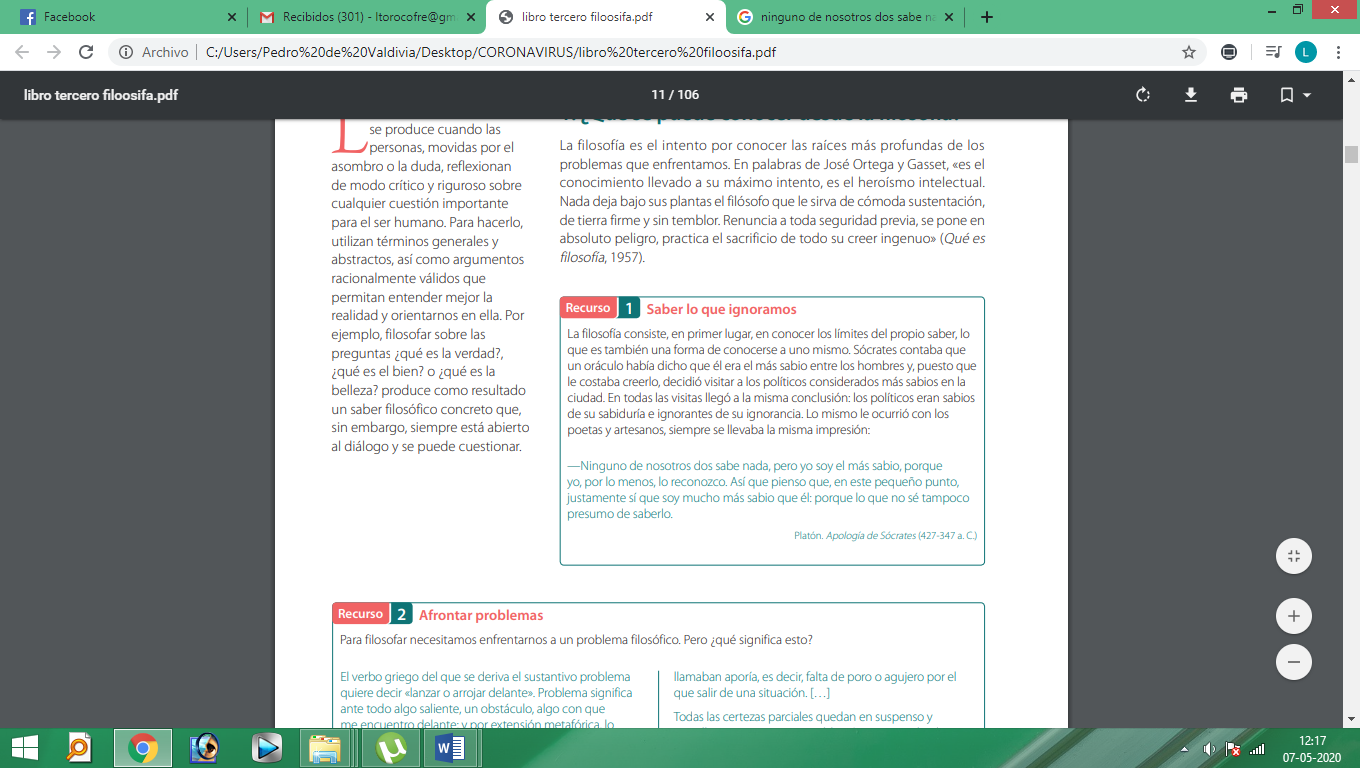 Facebook
Recibidos (301) - ltorocofre@gm
libro tercero filoosifa.pdf
ninguno de nosotros dos sabe na
Archivo
C:/Users/Pedro%20de%20Valdivia/Desktop/CORONAVIRUS/libro%20tercero%20filoosifa.pdf
L
libro tercero filoosifa.pdf
11 / 106
L
se produce cuando las
personas, movidas por el
asombro o la duda, reflexionan
de modo crítico y riguroso sobre
cualquier cuestión importante
para el ser humano. Para hacerlo,
utilizan términos generales y
abstractos, así como argumentos
racionalmente válidos que
permitan entender mejor la
realidad y orientarnos en ella. Por
ejemplo, filosofar sobre las
preguntas ¿qué es la verdad?,
¿qué es el bien? o ¿qué es la
belleza? produce como resultado
un saber filosófico concreto que,
sin embargo, siempre está abierto
al diálogo y se puede cuestionar.
La filosofía es el intento por conocer las raíces más profundas de los
problemas que enfrentamos. En palabras de José Ortega y Gasset, «es el
conocimiento llevado a su máximo intento, es el heroísmo intelectual.
Nada deja bajo sus plantas el filósofo que le sirva de cómoda sustentación,
de tierra firme y sin temblor. Renuncia a toda seguridad previa, se pone en
absoluto peligro, practica el sacrificio de todo su creer ingenuo» (Qué es
filosofía, 1957).
Recurso 1 Saber lo que ignoramos
La filosofía consiste, en primer lugar, en conocer los límites del propio saber, lo
que es también una forma de conocerse a uno mismo. Sócrates contaba que
un oráculo había dicho que él era el más sabio entre los hombres y, puesto que
le costaba creerlo, decidió visitar a los políticos considerados más sabios en la
ciudad. En todas las visitas llegó a la misma conclusión: los políticos eran sabios
de su sabiduría e ignorantes de su ignorancia. Lo mismo le ocurrió con los
poetas y artesanos, siempre se llevaba la misma impresión:
—Ninguno de nosotros dos sabe nada, pero yo soy el más sabio, porque
yo, por lo menos, lo reconozco. Así que pienso que, en este pequeño punto,
justamente sí que soy mucho más sabio que él: porque lo que no sé tampoco
presumo de saberlo.
Platón. Apología de Sócrates (427-347 a. C.)
Recurso 2 Afrontar problemas
Para filosofar necesitamos enfrentarnos a un problema filosófico. Pero ¿qué significa esto?
El verbo griego del que se deriva el sustantivo problema
quiere decir «lanzar o arrojar delante». Problema significa
ante todo algo saliente, un obstáculo, algo con que
me encuentro delante; y por extensión metafórica, lo
llamaban aporía, es decir, falta de poro o agujero por el
que salir de una situación. […]
Todas las certezas parciales quedan en suspenso y
12:17
07-05-2020